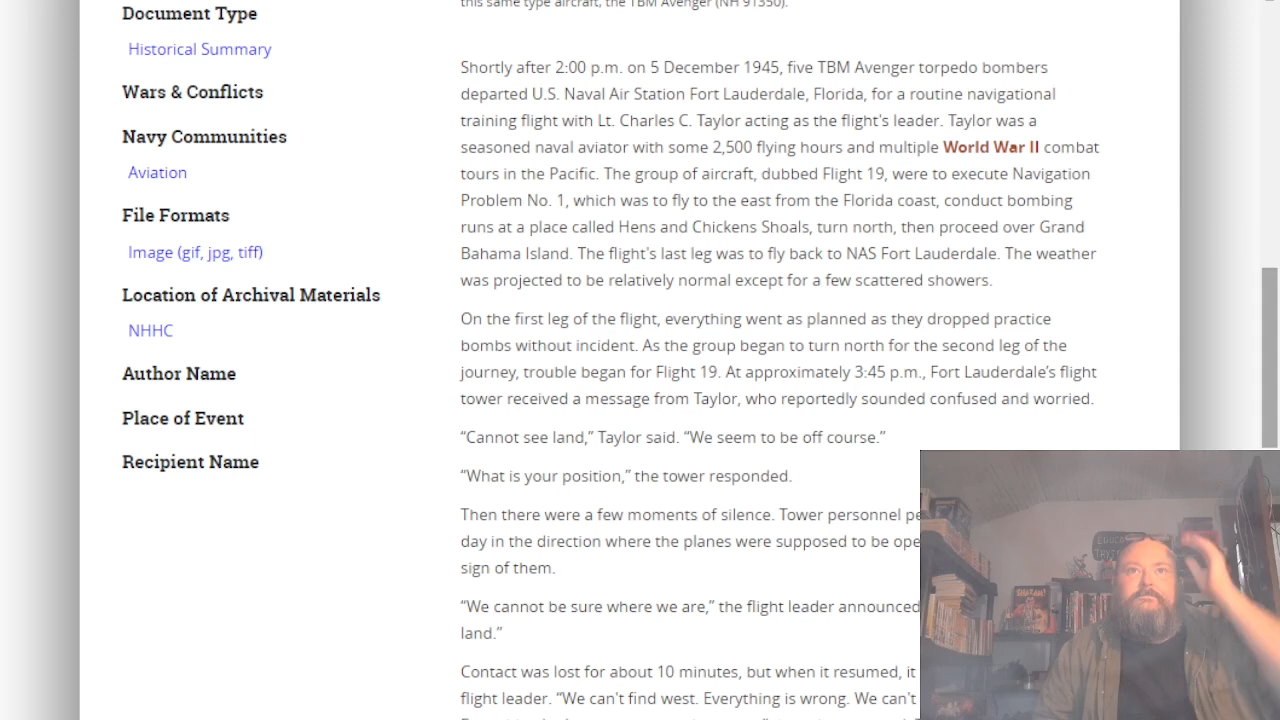 this same type aircraft, the TBM Avenger (NH 91350).
Document Type
Historical Summary
Wars & Conflicts
Navy Communities
Aviation
File Formats
Image (gif, jpg, tiff)
Location of Archival Materials
NHHC
Author Name
Place of Event
Recipient Name
Shortly after 2:00 p.m. on 5 December 1945, five TBM Avenger torpedo bombers
departed U.S. Naval Air Station Fort Lauderdale, Florida, for a routine navigational
training flight with Lt. Charles C. Taylor acting as the flight's leader. Taylor was a
seasoned naval aviator with some 2,500 flying hours and multiple World War II combat
tours in the Pacific. The group of aircraft, dubbed Flight 19, were to execute Navigation
Problem No. 1, which was to fly to the east from the Florida coast, conduct bombing
runs at a place called Hens and Chickens Shoals, turn north, then proceed over Grand
Bahama Island. The flight's last leg was to fly back to NAS Fort Lauderdale. The weather
was projected to be relatively normal except for a few scattered showers.
On the first leg of the flight, everything went as planned as they dropped practice
bombs without incident. As the group began to turn north for the second leg of the
journey, trouble began for Flight 19. At approximately 3:45 p.m., Fort Lauderdale's flight
tower received a message from Taylor, who reportedly sounded confused and worried.
“Cannot see land,” Taylor said. “We seem to be off course.”
“What is your position,” the tower responded.
Then there were a few moments of silence. Tower personnel pe
day in the direction where the planes were supposed to be ope
sign of them.
“We cannot be sure where we are,” the flight leader announced
land.”
Contact was lost for about 10 minutes, but when it resumed, it
flight leader. “We can't find west. Everything is wrong. We can't
SHAZAM!